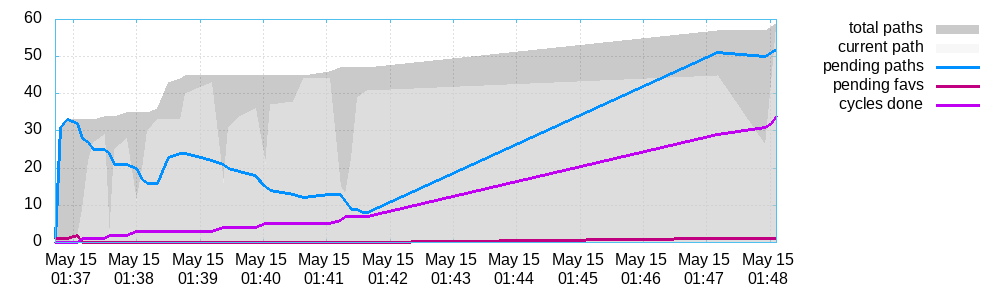 60
50
40
30
20
10
0
May 15 May 15 May 15 May 15 May 15 May 15 May 15 May 15 May 15 May 15 May 15 May 15
01:37 01:38 01:39 01:40 01:41 01:42 01:43 01:44 01:45 01:46 01:47 01:48
total paths
current path
pending paths
pending favs
cycles done